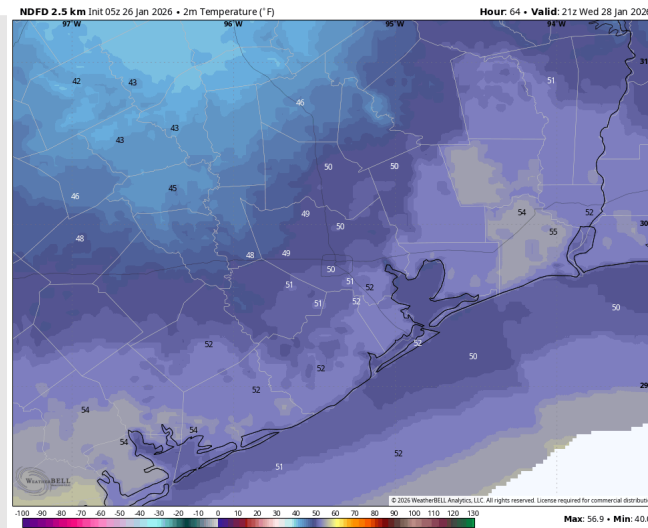 NDFD 2.5 km Init 05z 26 Jan 2026 • 2m Temperature (°F)
Hour: 64 • Valid: 21z Wed 28 Jan 2026
97°W 96°W 95°W 94°W
31
42 43 51
46
43
43
50 50
45
46
49 54 52
50 30
55
48
48 49
50
51 51 52
51 52 50
52 52
50
52
29
52
54
54
54
52
51
WeatherBELL
© 2026 WeatherBELL Analytics, LLC. All rights reserved. License required for commercial distributi
-100 -90 -80 -70 -60 -50 -40 -30 -20 -10 0 10 20 30 40 50 60 70 80 90 100 110 120 130
Max: 56.9 • Min: 40.